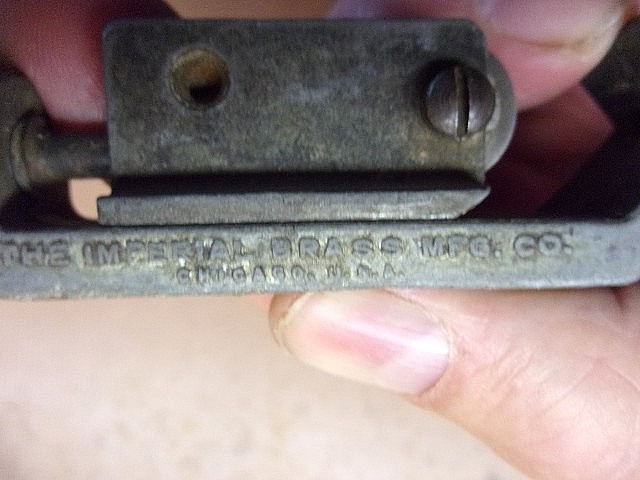 THE IMPERIAL BRASS MFG. CO.
CHICAGO, U.S.A.